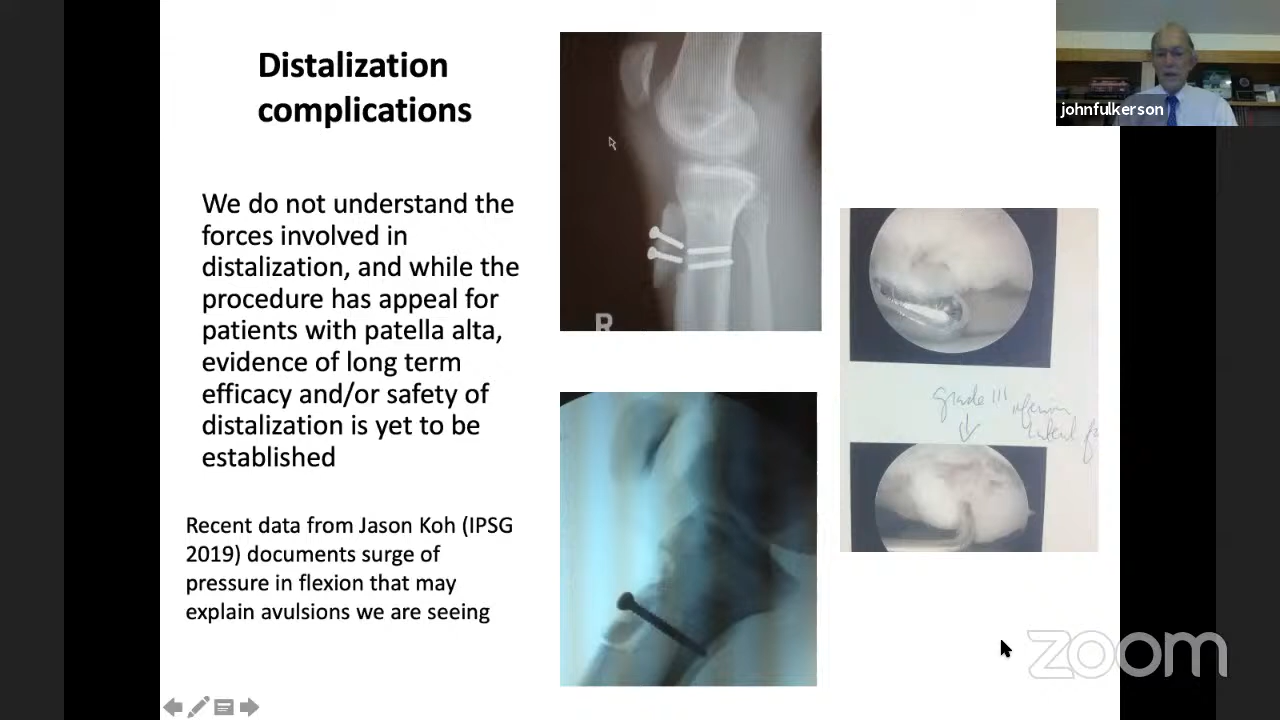 Distalization
complications
johnfulkerson
We do not understand the
forces involved in
distalization, and while the
procedure has appeal for
patients with patella alta,
evidence of long term
efficacy and/or safety of
distalization is yet to be
established
Recent data from Jason Koh (IPSG
2019) documents surge of
pressure in flexion that may
explain avulsions we are seeing
R
grade III inferior
lateral
zoom